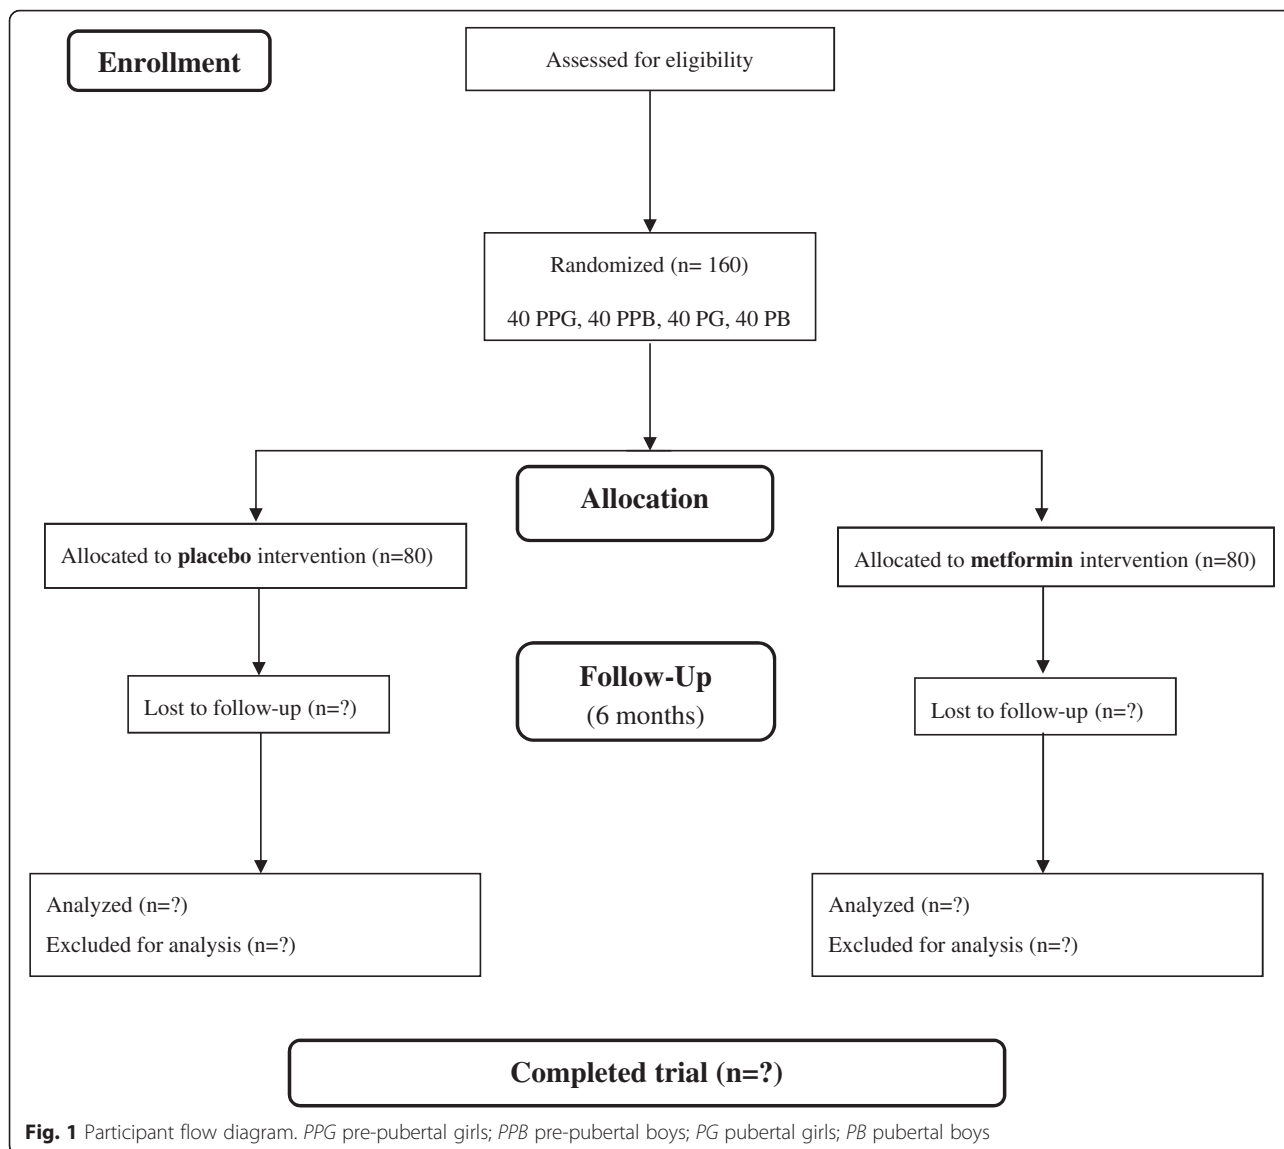 Enrollment
Assessed for eligibility
Randomized (n= 160)
40 PPG, 40 PPB, 40 PG, 40 PB
Allocation
Allocated to placebo intervention (n=80)
Allocated to metformin intervention (n=80)
Follow-Up
(6 months)
Lost to follow-up (n=?)
Lost to follow-up (n=?)
Analyzed (n=?)
Excluded for analysis (n=?)
Analyzed (n=?)
Excluded for analysis (n=?)
Completed trial (n=?)
Fig. 1 Participant flow diagram. PPG pre-pubertal girls; PPB pre-pubertal boys; PG pubertal girls; PB pubertal boys